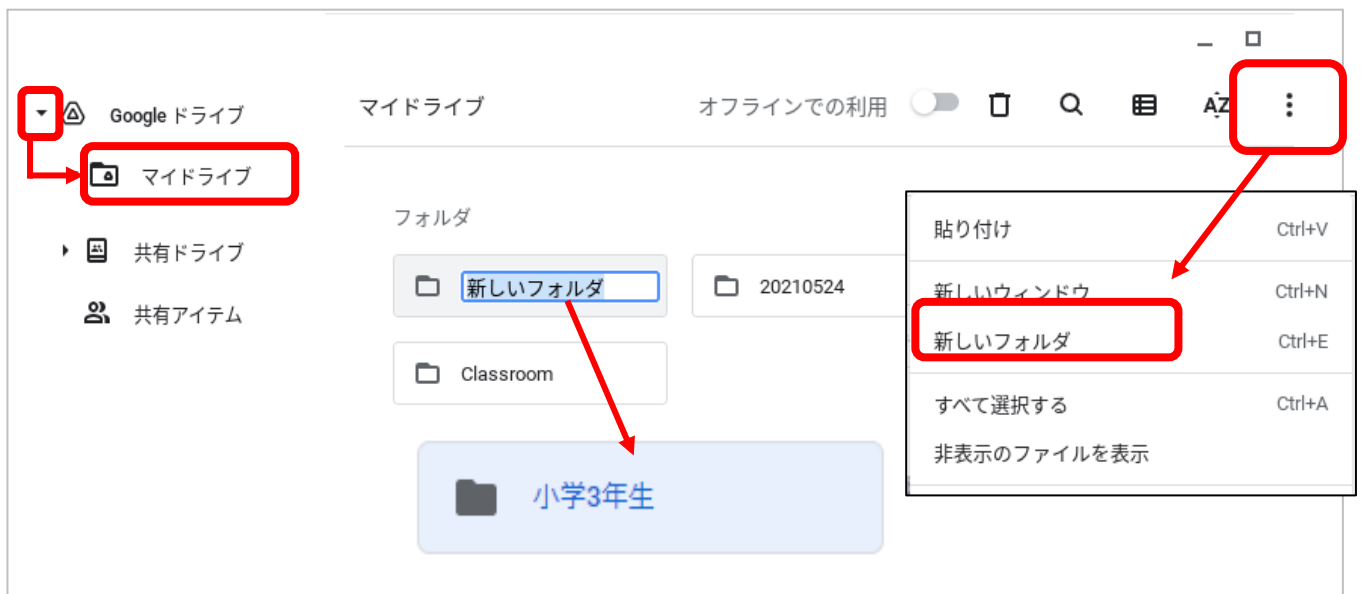 Google ドライブ
マイドライブ
共有ドライブ
共有アイテム
マイドライブ
オフラインでの利用
AZ
フォルダ
新しいフォルダ
20210524
Classroom
小学3年生
貼り付け Ctrl+V
新しいウィンドウ Ctrl+N
新しいフォルダ Ctrl+E
すべて選択する Ctrl+A
非表示のファイルを表示